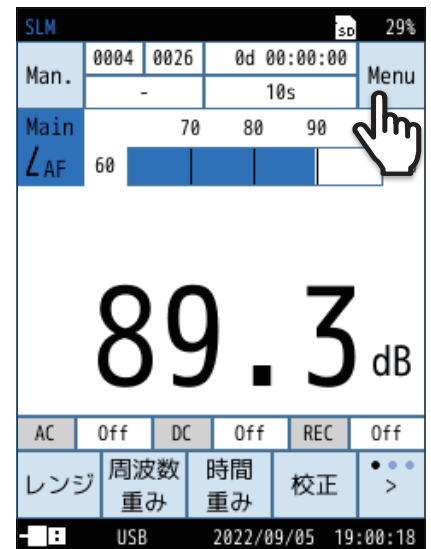 SLM SD 29%
Man. 0004 0026 0d 00:00:00 Menu
- 10s
Main 70 80 90
LAF 60
89.3 dB
AC Off DC Off REC Off
レンジ 周波数重み 時間重み 校正 >
USB 2022/09/05 19:00:18